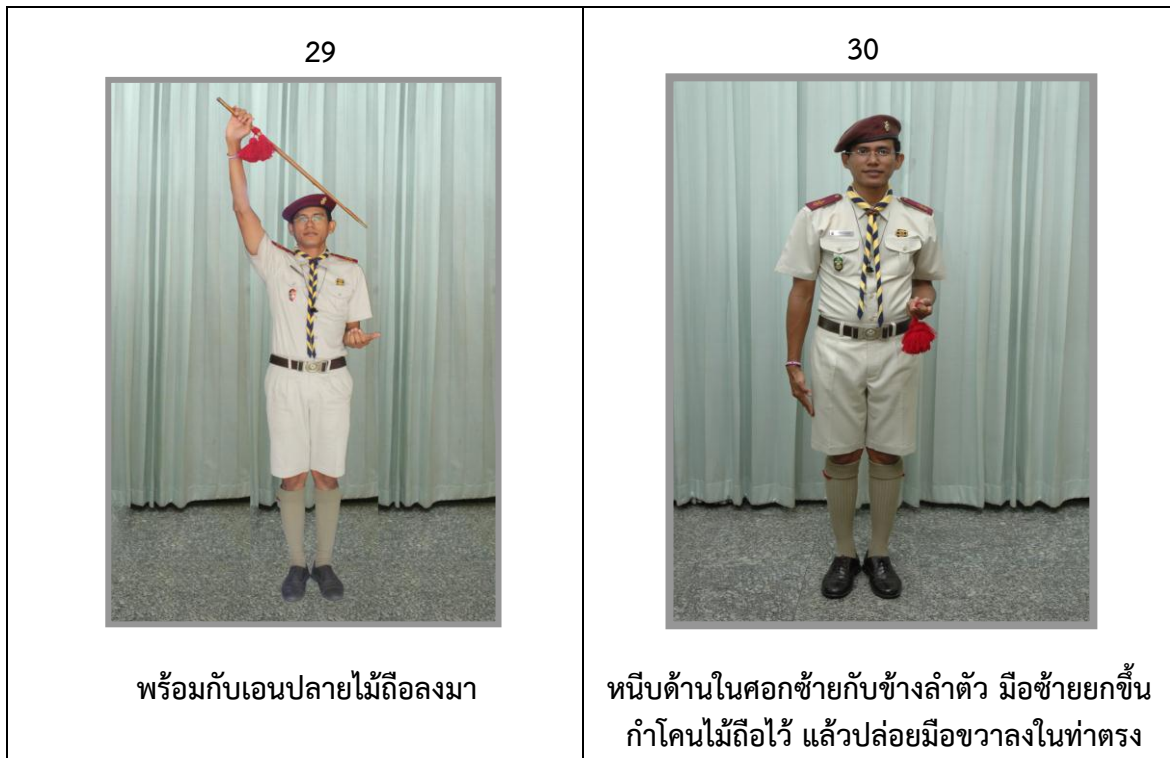 29
30
พร้อมกับเอนปลายไม้ถือลงมา
หนีบด้านในศอกซ้ายกับข้างลำตัว มือซ้ายยกขึ้น
กำโคนไม้ถือไว้ แล้วปล่อยมือขวาลงในท่าตรง